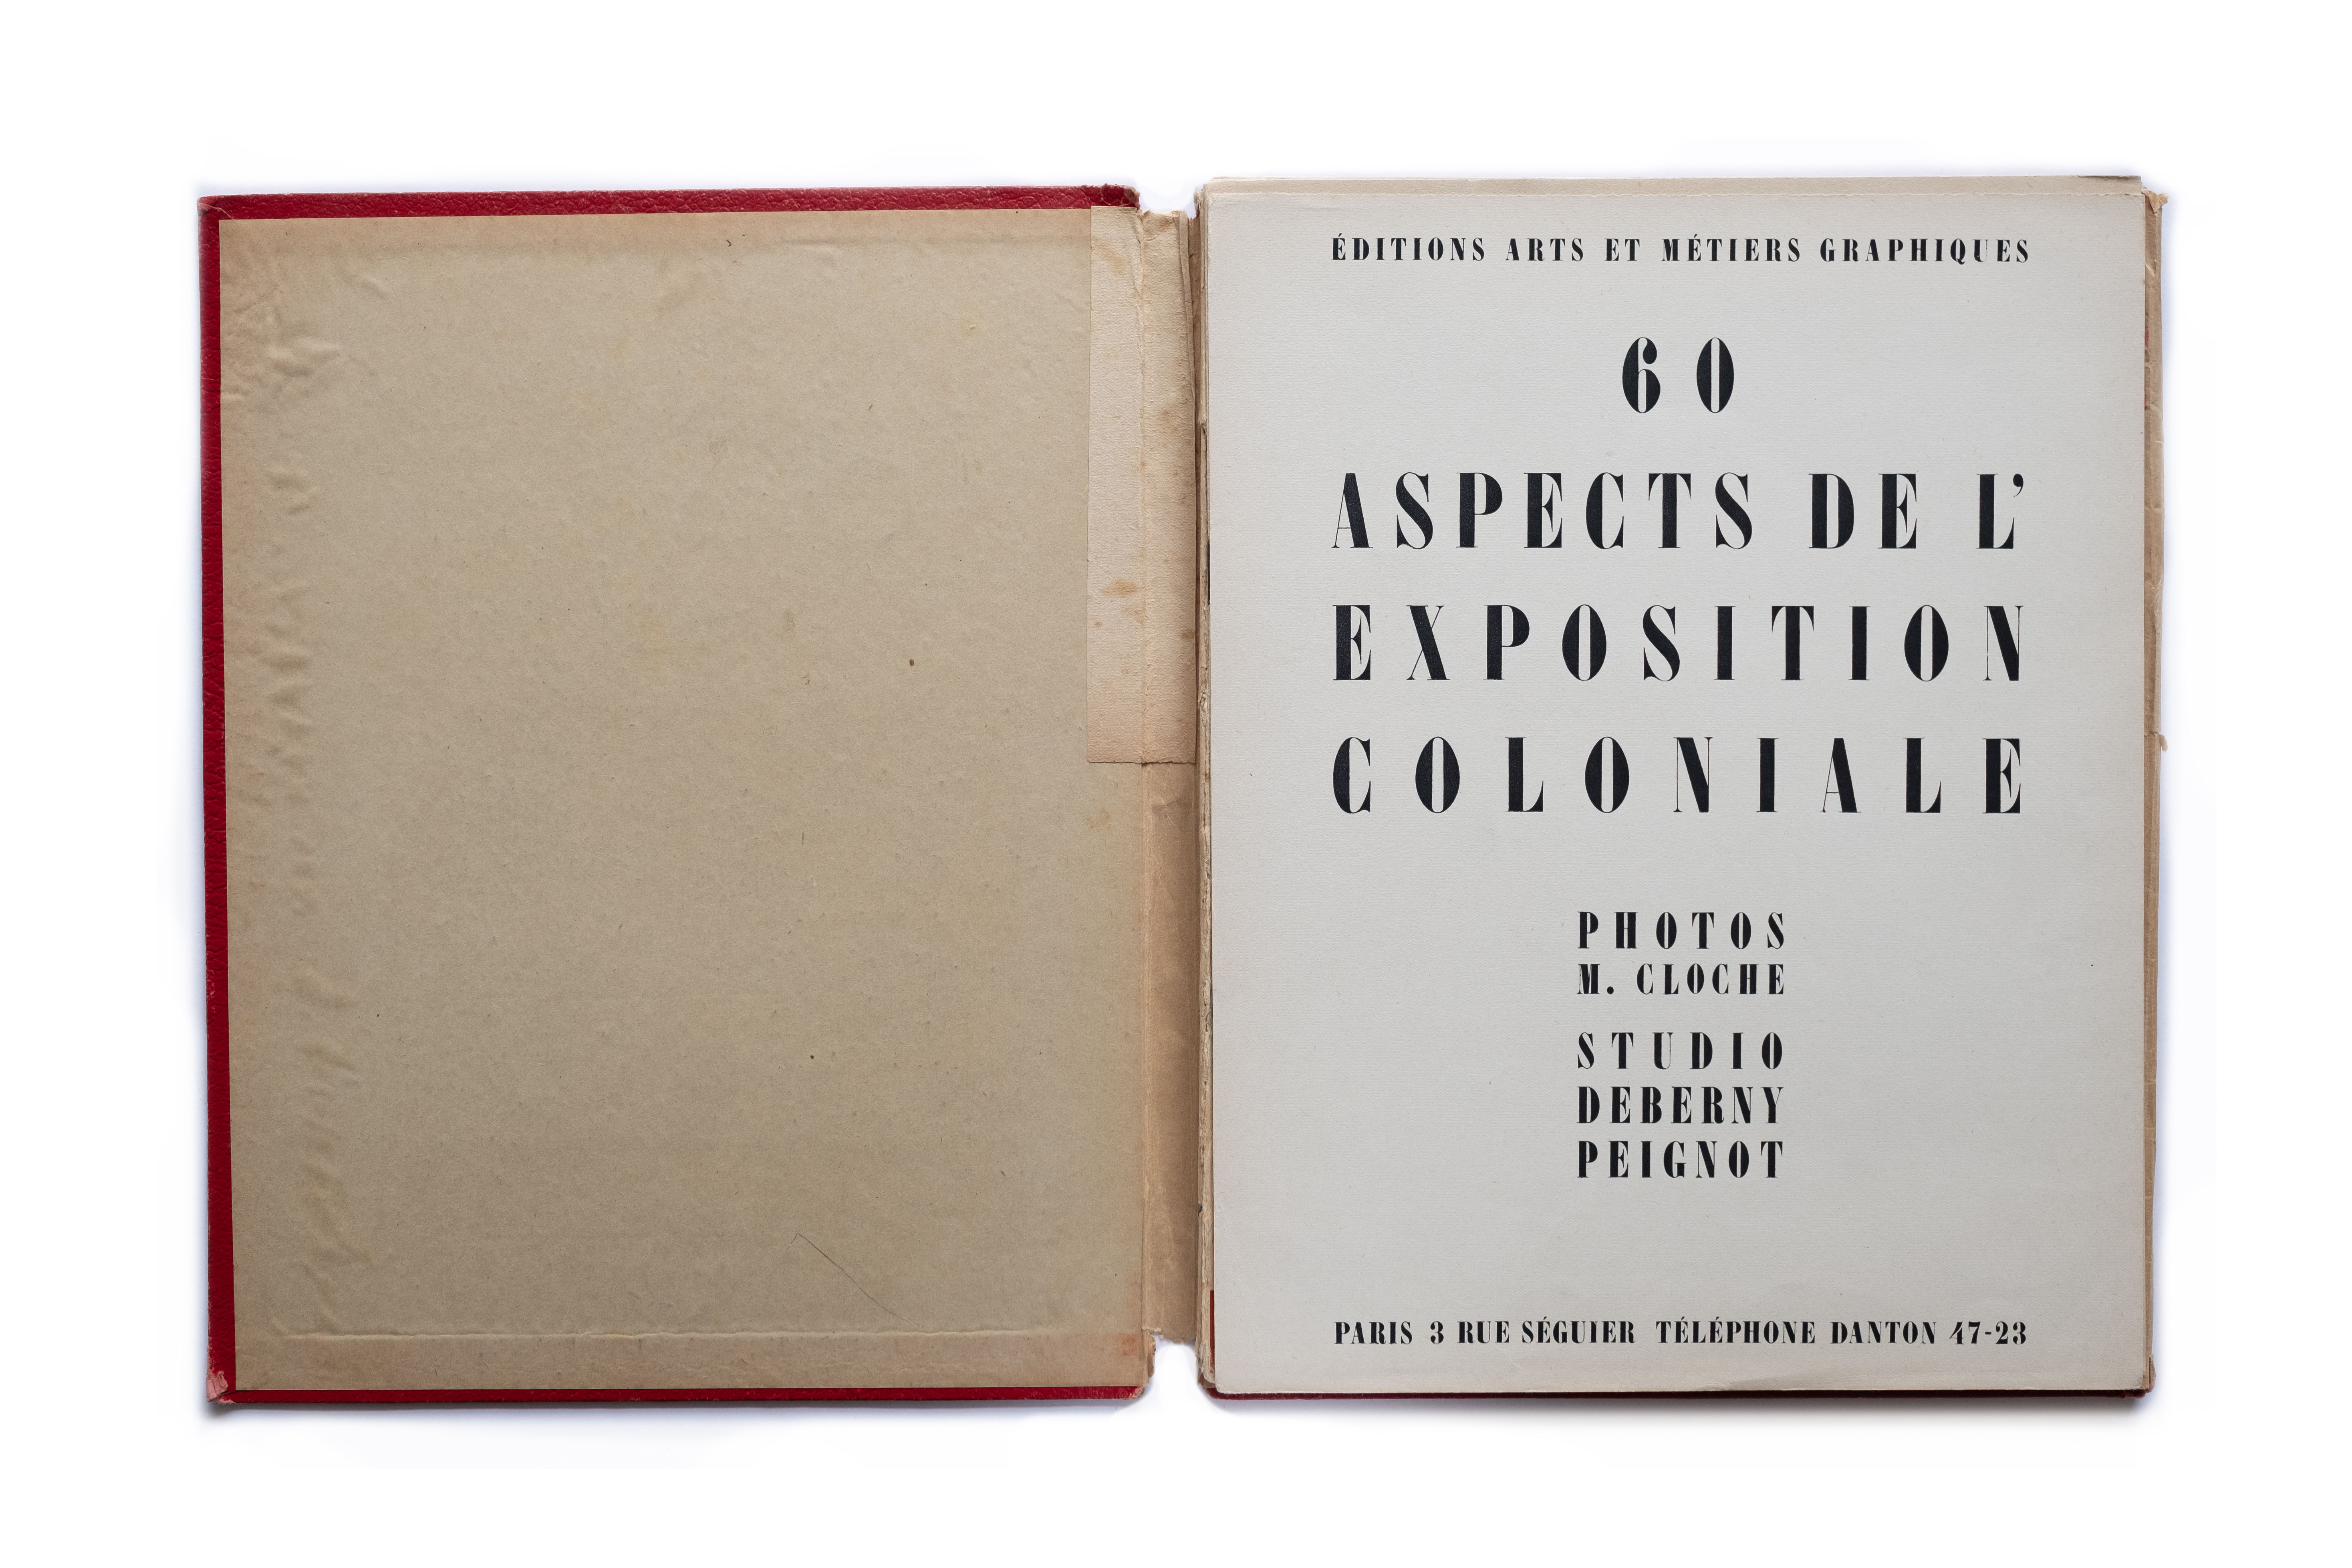 ÉDITIONS ARTS ET MÉTIERS GRAPHIQUES
60
ASPECTS DE L’
EXPOSITION
COLONIALE
PHOTOS
M. CLOCHE
STUDIO
DEBERNY
PEIGNOT
PARIS 3 RUE SÉGUIER TÉLÉPHONE DANTON 47-23